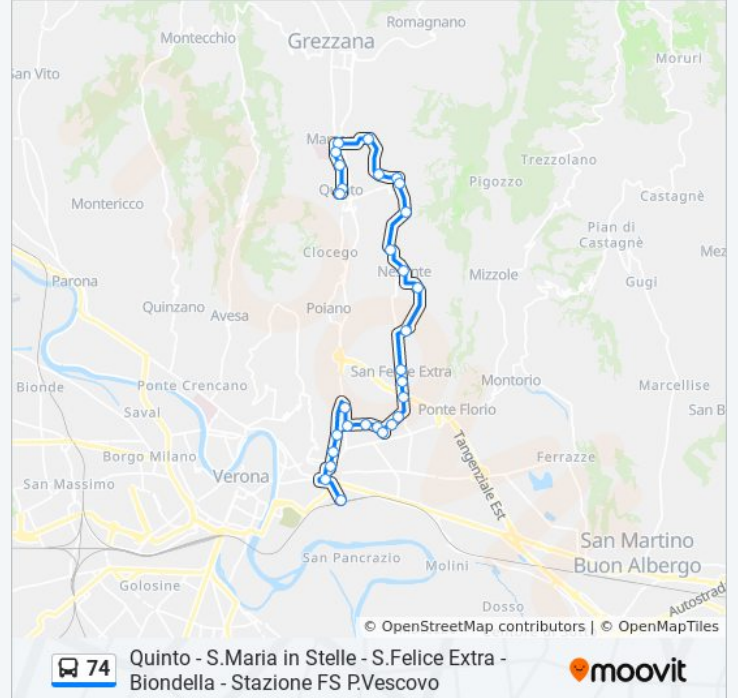 Romagnano
Montecchio
Grezzana
Moruri
San Vito
Trezzolano
Pigozzo
Castagnè
Montericco
Pian di
Castagnè
Clocego
Mez
Mizzole
Parona
Gugi
Quinzano
Avesa
Poiano
San Felice Extra
Montorio
Bionde
Ponte Crencano
Marcellise
Saval
Ponte Florio
San B
Borgo Milano
Ferrazze
Verona
San Massimo
Tangenziale Est
San Martino
Buon Albergo
San Pancrazio
Molini
Golosine
Autostrad
Dosso
© OpenStreetMap contributors | © OpenMapTiles
74
Quinto - S.Maria in Stelle - S.Felice Extra -
Biondella - Stazione FS P.Vescovo
moovit